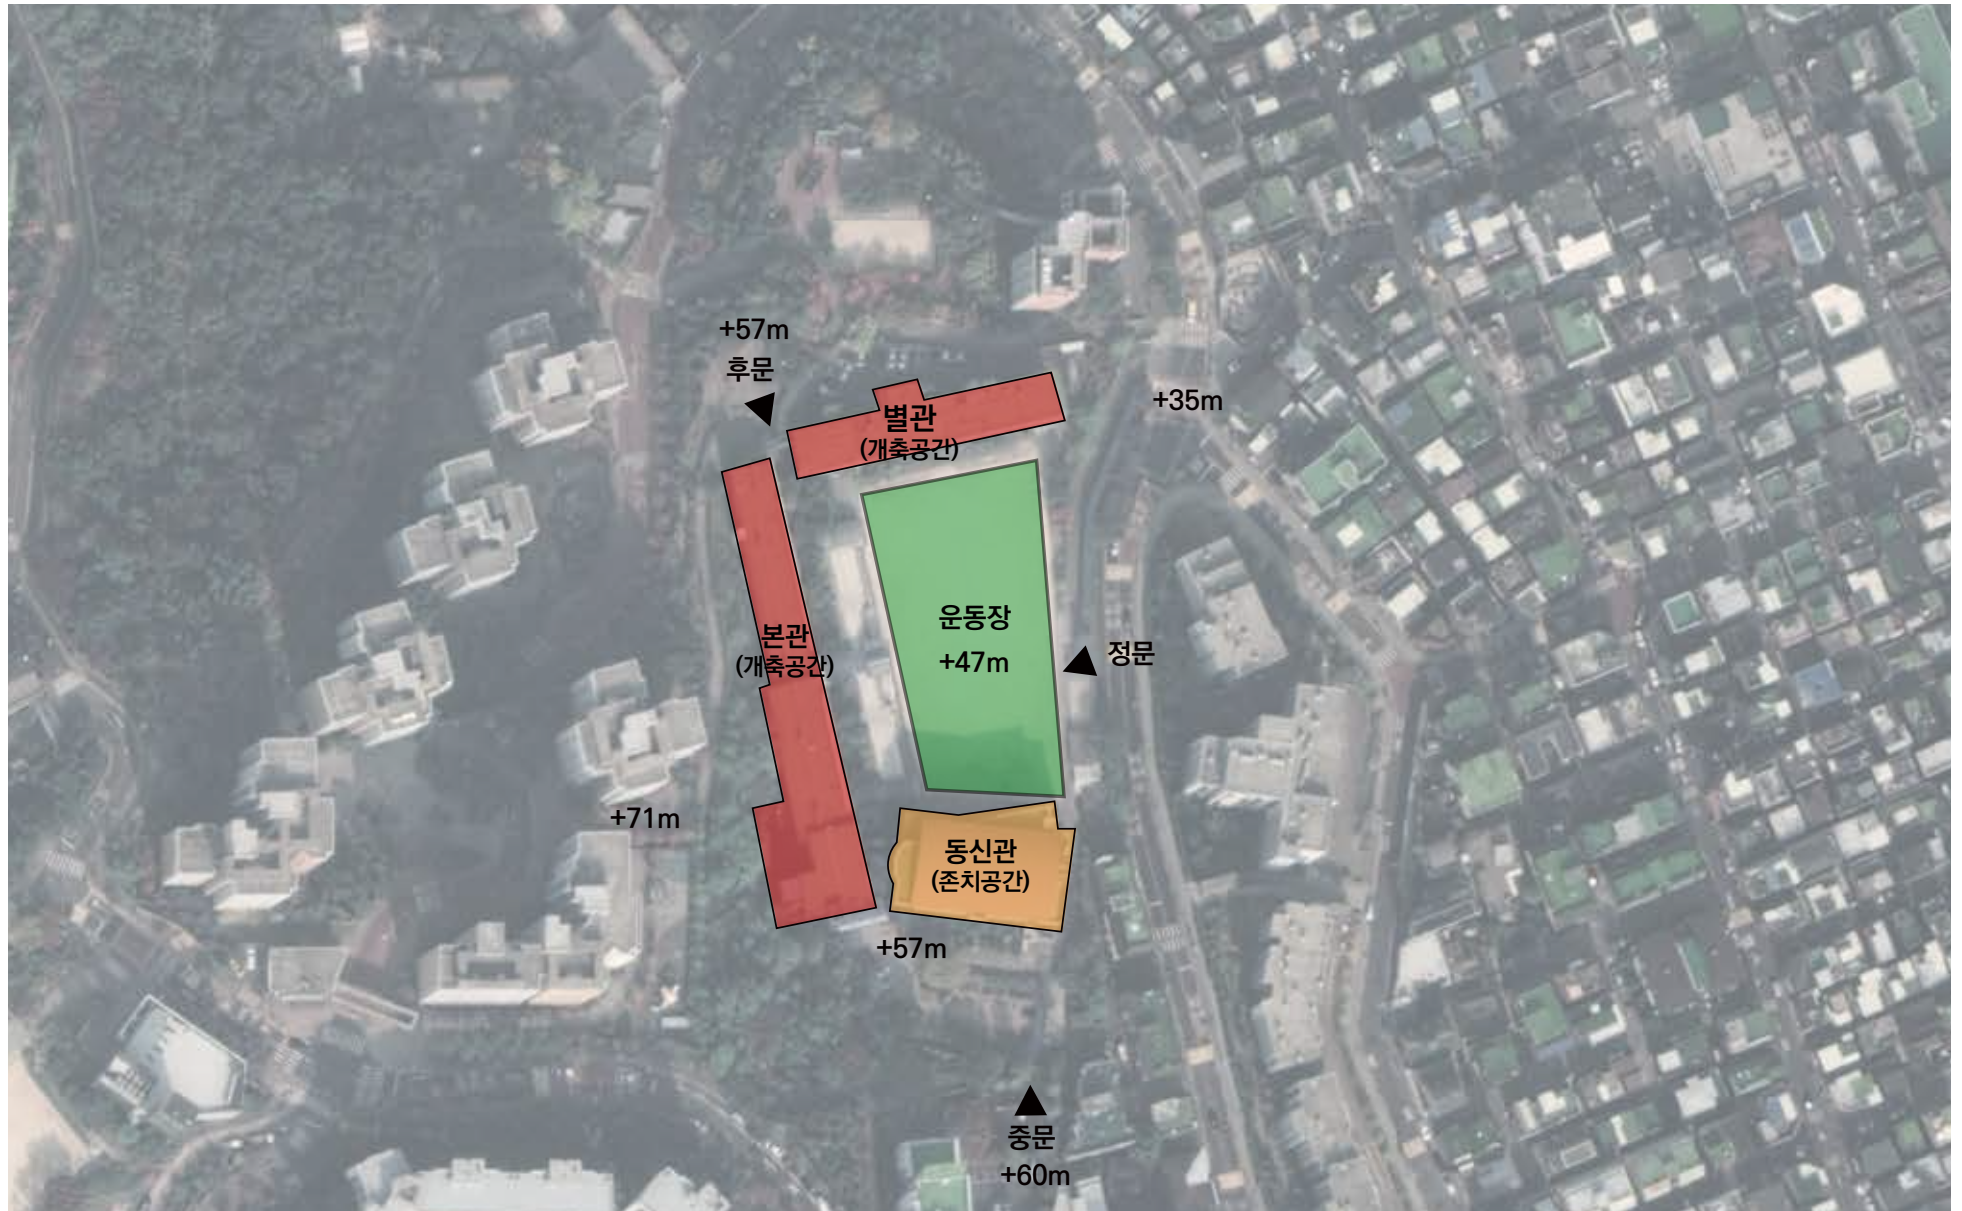 +57m
후문
별관
(개축공간)
+35m
운동장
+47m
본관
(개축공간)
정문
+71m
동신관
(존치공간)
+57m
중문
+60m